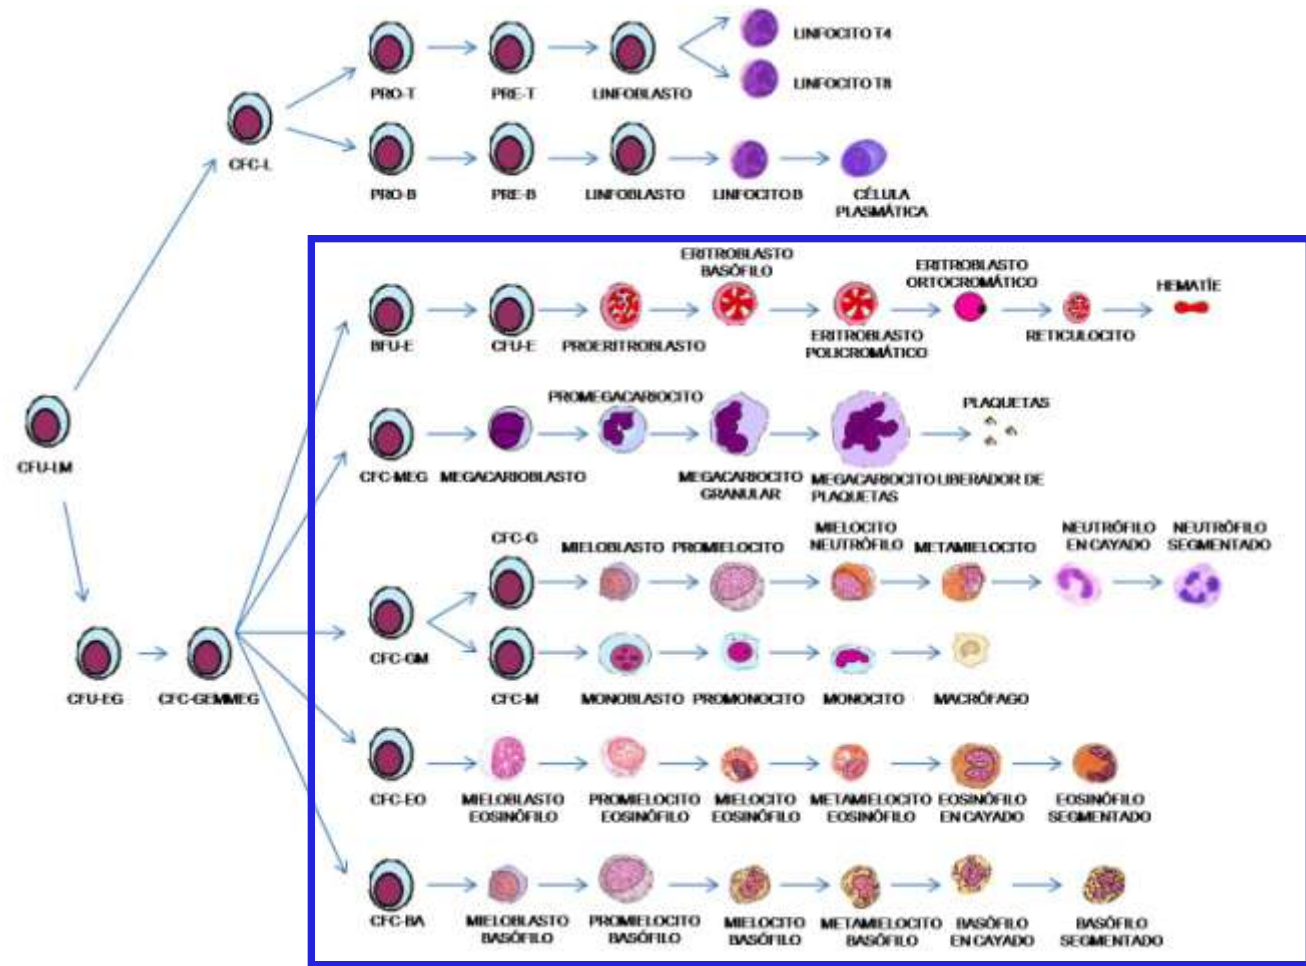 LINFOCITO T4
LINFOCITO T8
PRO-T
PRE-T
LINFOBLASTO
CFC-L
PRO-B
PRE-B
LINFOBLASTO
LINFOCITO B
CÉLULA
PLASMÁTICA
ERITROBLASTO
BASÓFILO
ERITROBLASTO
ORTOCROMÁTICO
HEMATÍE
BFU-E
CFU-E
PROERITROBLASTO
ERITROBLASTO
POLICROMÁTICO
RETICULOCITO
PROMEGACARIOCITO
PLAQUETAS
CFU-LM
CFC-MEG
MEGACARIOBLASTO
MEGACARIOCITO
GRANULAR
MEGACARIOCITO LIBERADOR DE
PLAQUETAS
CFC-G
MIELOBLASTO
PROMIELOCITO
MIELOCITO
NEUTRÓFILO
METAMIELOCITO
NEUTRÓFILO
EN CAYADO
NEUTRÓFILO
SEGMENTADO
CFC-GM
CFU-EG
CFC-GEMMEG
CFC-M
MONOBLASTO
PROMONOCITO
MONOCITO
MACRÓFAGO
CFC-EO
MIELOBLASTO
EOSINÓFILO
PROMIELOCITO
EOSINÓFILO
MIELOCITO
EOSINÓFILO
METAMIELOCITO
EOSINÓFILO
EOSINÓFILO
EN CAYADO
EOSINÓFILO
SEGMENTADO
CFC-BA
MIELOBLASTO
BASÓFILO
PROMIELOCITO
BASÓFILO
MIELOCITO
BASÓFILO
METAMIELOCITO
BASÓFILO
BASÓFILO
EN CAYADO
BASÓFILO
SEGMENTADO